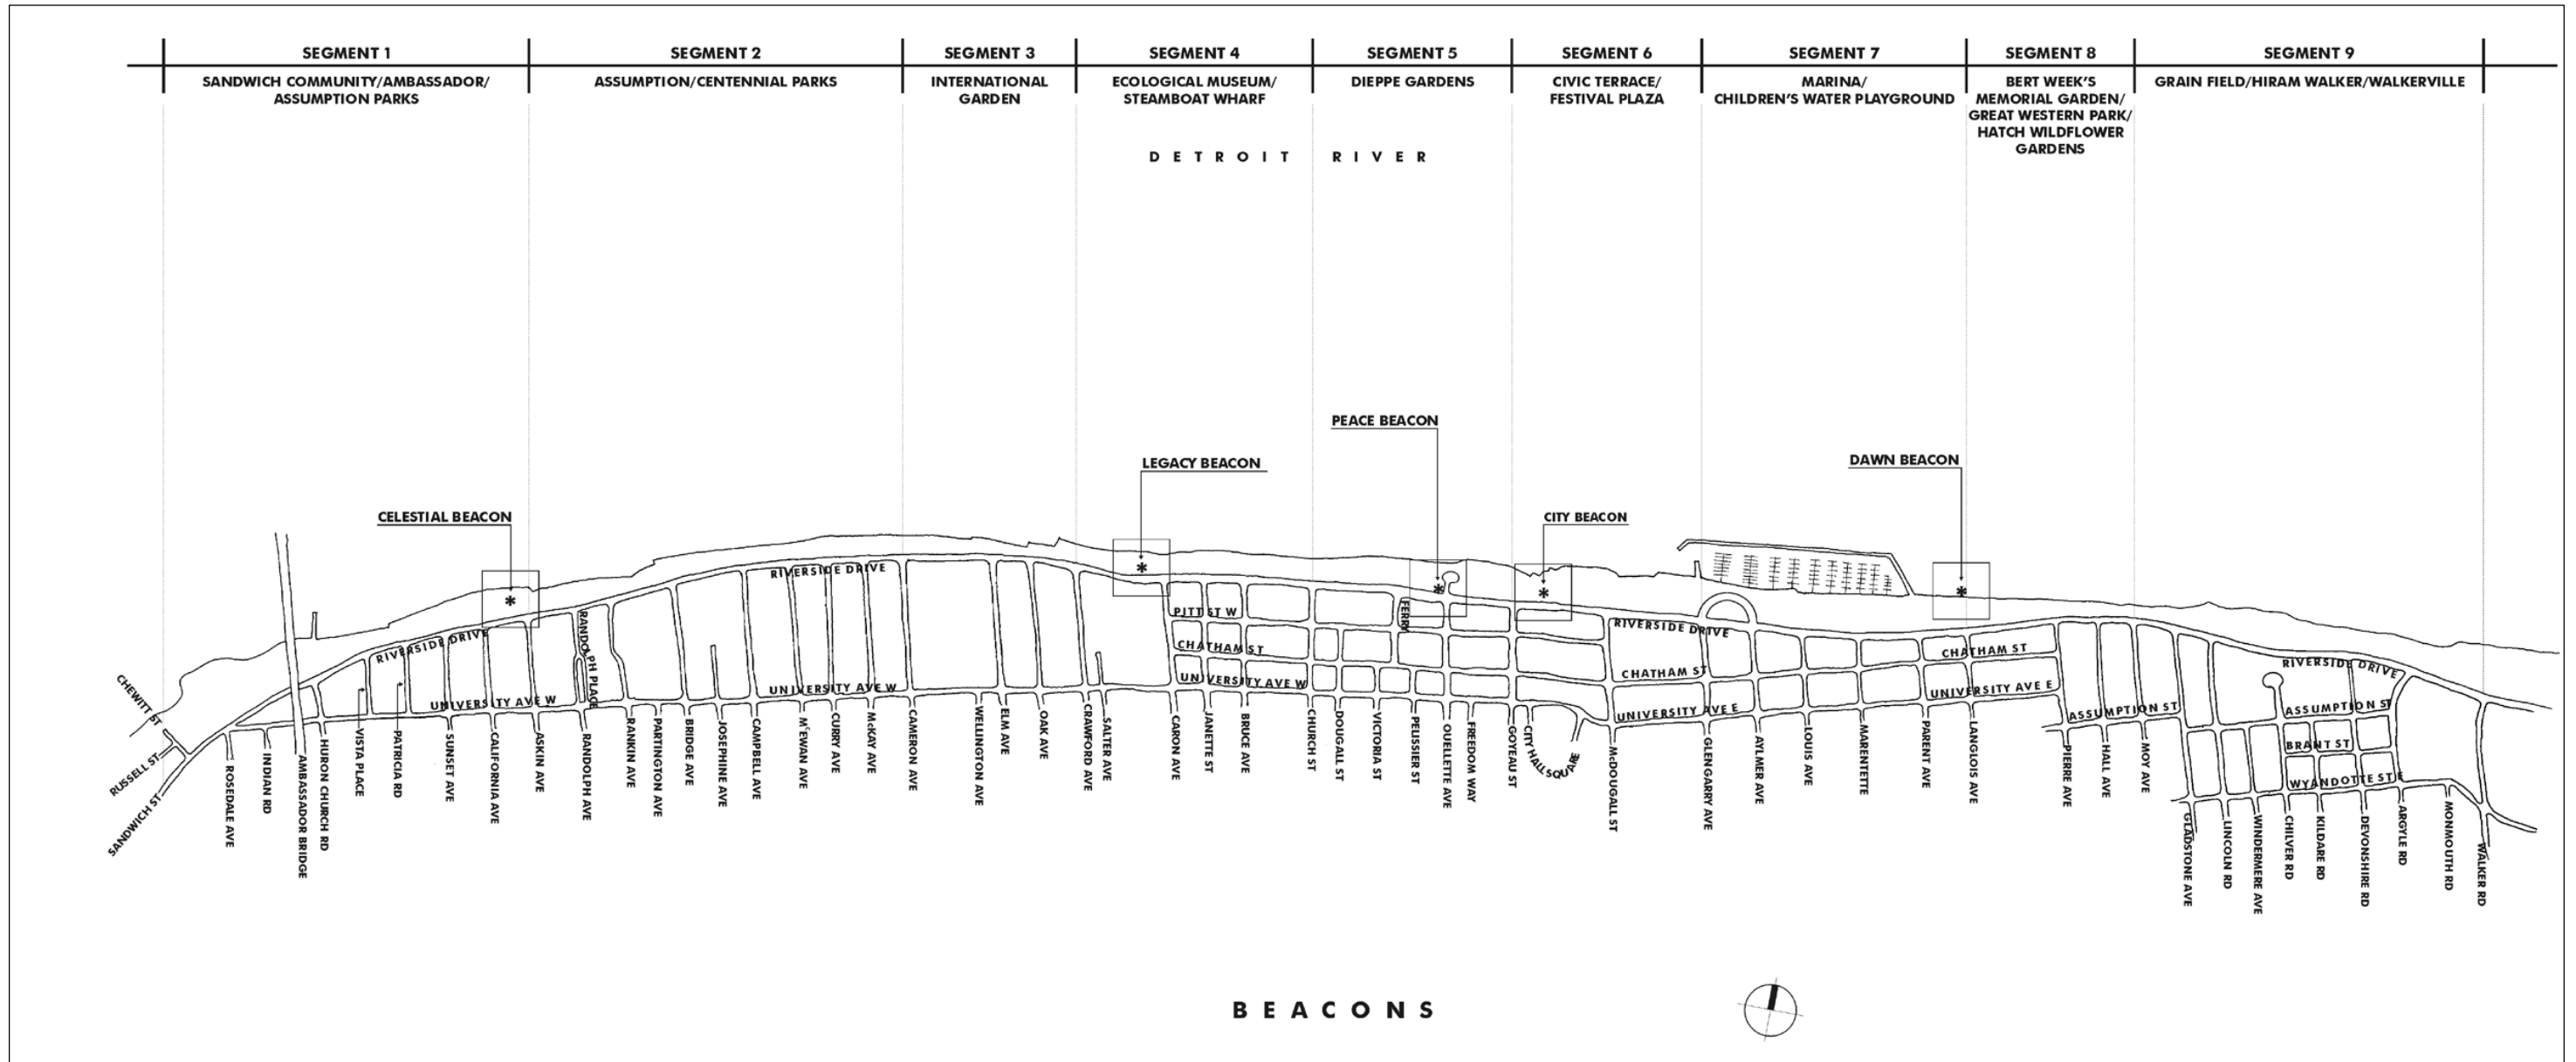 SEGMENT 1
SEGMENT 2
SEGMENT 3
SEGMENT 4
SEGMENT 5
SEGMENT 6
SEGMENT 7
SEGMENT 8
SEGMENT 9
SANDWICH COMMUNITY/AMBASSADOR/
ASSUMPTION PARKS
ASSUMPTION/CENTENNIAL PARKS
INTERNATIONAL
GARDEN
ECOLOGICAL MUSEUM/
STEAMBOAT WHARF
DIEPPE GARDENS
CIVIC TERRACE/
FESTIVAL PLAZA
MARINA/
CHILDREN'S WATER PLAYGROUND
BERT WEEK'S
MEMORIAL GARDEN/
GREAT WESTERN PARK/
HATCH WILDFLOWER
GARDENS
GRAIN FIELD/HIRAM WALKER/WALKERVILLE
DETROIT RIVER
PEACE BEACON
LEGACY BEACON
DAWN BEACON
CELESTIAL BEACON
CITY BEACON
RIVERSIDE DRIVE
RIVERSIDE DRIVE
RIVERSIDE DRIVE
RIVERSIDE DRIVE
RANDOLPH PLACE
PITT ST W
FERRY
CHATHAM ST
CHATHAM ST
CHATHAM ST
UNIVERSITY AVE W
UNIVERSITY AVE W
UNIVERSITY AVE W
UNIVERSITY AVE E
UNIVERSITY AVE E
ASSUMPTION ST
ASSUMPTION ST
BRANT ST
WYANDOTTE ST E
CHEWITT ST
RUSSELL ST
SANDWICH ST
ROSEDALE AVE
INDIAN RD
AMBASSADOR BRIDGE
HURON CHURCH RD
VISTA PLACE
PATRICIA RD
SUNSET AVE
CALIFORNIA AVE
ASKIN AVE
RANDOLPH AVE
RANKIN AVE
PARTINGTON AVE
BRIDGE AVE
JOSEPHINE AVE
CAMPBELL AVE
McEWAN AVE
CURRY AVE
McKAY AVE
CAMERON AVE
WELLINGTON AVE
ELM AVE
OAK AVE
CRAWFORD AVE
SALTER AVE
CARON AVE
JANETTE ST
BRUCE AVE
CHURCH ST
DOUGALL ST
VICTORIA ST
PELISSIER ST
OUELLETTE AVE
FREEDOM WAY
GOYEAU ST
CITY HALL SQUARE
McDOUGALL ST
GLENGARRY AVE
AYLMER AVE
LOUIS AVE
MARENTETTE
PARENT AVE
LANGLOIS AVE
PIERRE AVE
HALL AVE
MOY AVE
GLADSTONE AVE
LINCOLN RD
WINDERMERE AVE
CHILVER RD
KILDARE RD
DEVONSHIRE RD
ARGYLE RD
MONMOUTH RD
WALKER RD
BEACONS